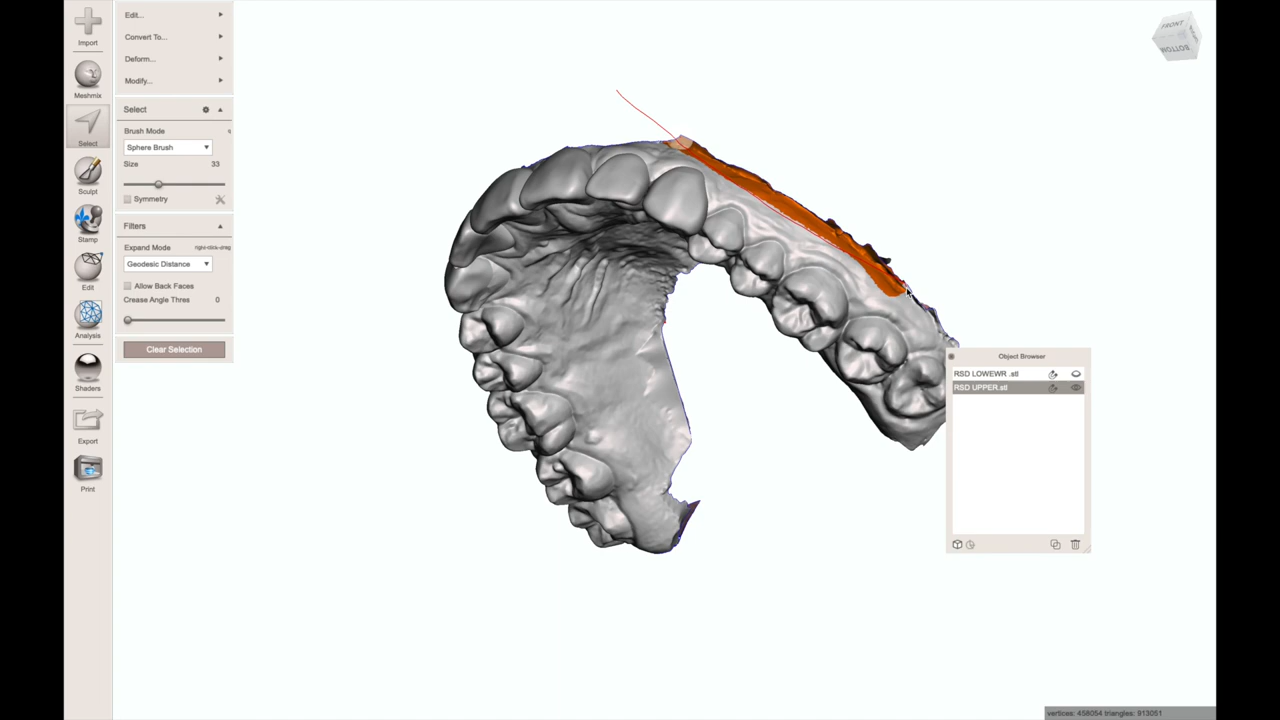 Import
Meshmix
Select
Sculpt
Stamp
Edit
Analysis
Shaders
Export
Print
Edit...
Convert To...
Deform...
Modify...
Select
Brush Mode
Sphere Brush
Size 33
Symmetry
Filters
Expand Mode
Geodesic Distance
Allow Back Faces
Crease Angle Thres 0
Clear Selection
FRONT
BOTTOM
Object Browser
RSD LOWEWR .stl
RSD UPPER.stl
vertices: 456054 triangles: 913051